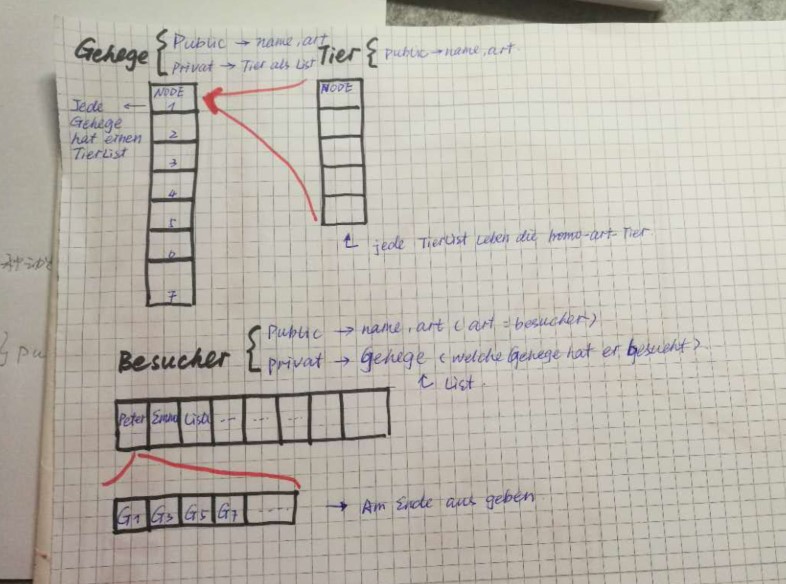 Gehege { Public → name, art
Privat → Tier als List
Tier { public → name, art
NODE
1
2
3
4
5
6
7
Jede ←
Gehege
hat einen
TierList
NODE
↑ jede TierList leben die homo-art Tier
Besucher { Public → name, art (art = besucher)
privat → Gehege (welche Gehege hat er besucht)
↑ List.
Peter Emma Lisa ... ... ...
G1 G3 G5 G7 ....
→ Am Ende aus geben